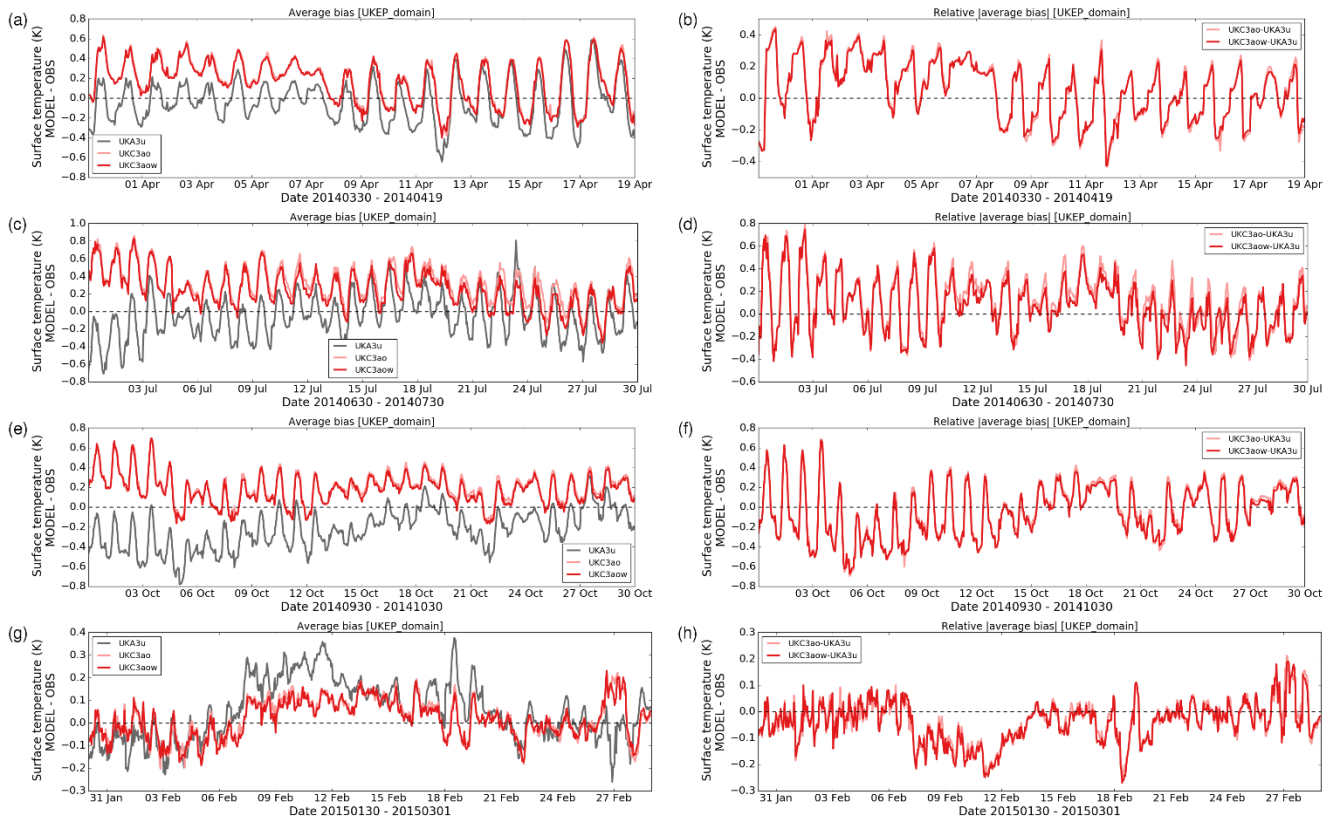 (a)
Average bias [UKEP_domain]
Surface temperature (K)
MODEL - OBS
0.8
0.6
0.4
0.2
0.0
−0.2
−0.4
−0.6
−0.8
UKA3u
UKC3ao
UKC3aow
01 Apr 03 Apr 05 Apr 07 Apr 09 Apr 11 Apr 13 Apr 15 Apr 17 Apr 19 Apr
Date 20140330 - 20140419
(b)
Relative |average bias| [UKEP_domain]
Surface temperature (K)
MODEL - OBS
0.4
0.2
0.0
−0.2
−0.4
UKC3ao-UKA3u
UKC3aow-UKA3u
01 Apr 03 Apr 05 Apr 07 Apr 09 Apr 11 Apr 13 Apr 15 Apr 17 Apr 19 Apr
Date 20140330 - 20140419
(c)
Average bias [UKEP_domain]
Surface temperature (K)
MODEL - OBS
1.0
0.8
0.6
0.4
0.2
0.0
−0.2
−0.4
−0.6
−0.8
UKA3u
UKC3ao
UKC3aow
03 Jul 06 Jul 09 Jul 12 Jul 15 Jul 18 Jul 21 Jul 24 Jul 27 Jul 30 Jul
Date 20140630 - 20140730
(d)
Relative |average bias| [UKEP_domain]
Surface temperature (K)
MODEL - OBS
0.8
0.6
0.4
0.2
0.0
−0.2
−0.4
−0.6
UKC3ao-UKA3u
UKC3aow-UKA3u
03 Jul 06 Jul 09 Jul 12 Jul 15 Jul 18 Jul 21 Jul 24 Jul 27 Jul 30 Jul
Date 20140630 - 20140730
(e)
Average bias [UKEP_domain]
Surface temperature (K)
MODEL - OBS
0.8
0.6
0.4
0.2
0.0
−0.2
−0.4
−0.6
−0.8
UKA3u
UKC3ao
UKC3aow
03 Oct 06 Oct 09 Oct 12 Oct 15 Oct 18 Oct 21 Oct 24 Oct 27 Oct 30 Oct
Date 20140930 - 20141030
(f)
Relative |average bias| [UKEP_domain]
Surface temperature (K)
MODEL - OBS
0.8
0.6
0.4
0.2
0.0
−0.2
−0.4
−0.6
−0.8
UKC3ao-UKA3u
UKC3aow-UKA3u
03 Oct 06 Oct 09 Oct 12 Oct 15 Oct 18 Oct 21 Oct 24 Oct 27 Oct 30 Oct
Date 20140930 - 20141030
(g)
Average bias [UKEP_domain]
Surface temperature (K)
MODEL - OBS
0.4
0.3
0.2
0.1
0.0
−0.1
−0.2
−0.3
UKA3u
UKC3ao
UKC3aow
31 Jan 03 Feb 06 Feb 09 Feb 12 Feb 15 Feb 18 Feb 21 Feb 24 Feb 27 Feb
Date 20150130 - 20150301
(h)
Relative |average bias| [UKEP_domain]
Surface temperature (K)
MODEL - OBS
0.3
0.2
0.1
0.0
−0.1
−0.2
−0.3
UKC3ao-UKA3u
UKC3aow-UKA3u
31 Jan 03 Feb 06 Feb 09 Feb 12 Feb 15 Feb 18 Feb 21 Feb 24 Feb 27 Feb
Date 20150130 - 20150301